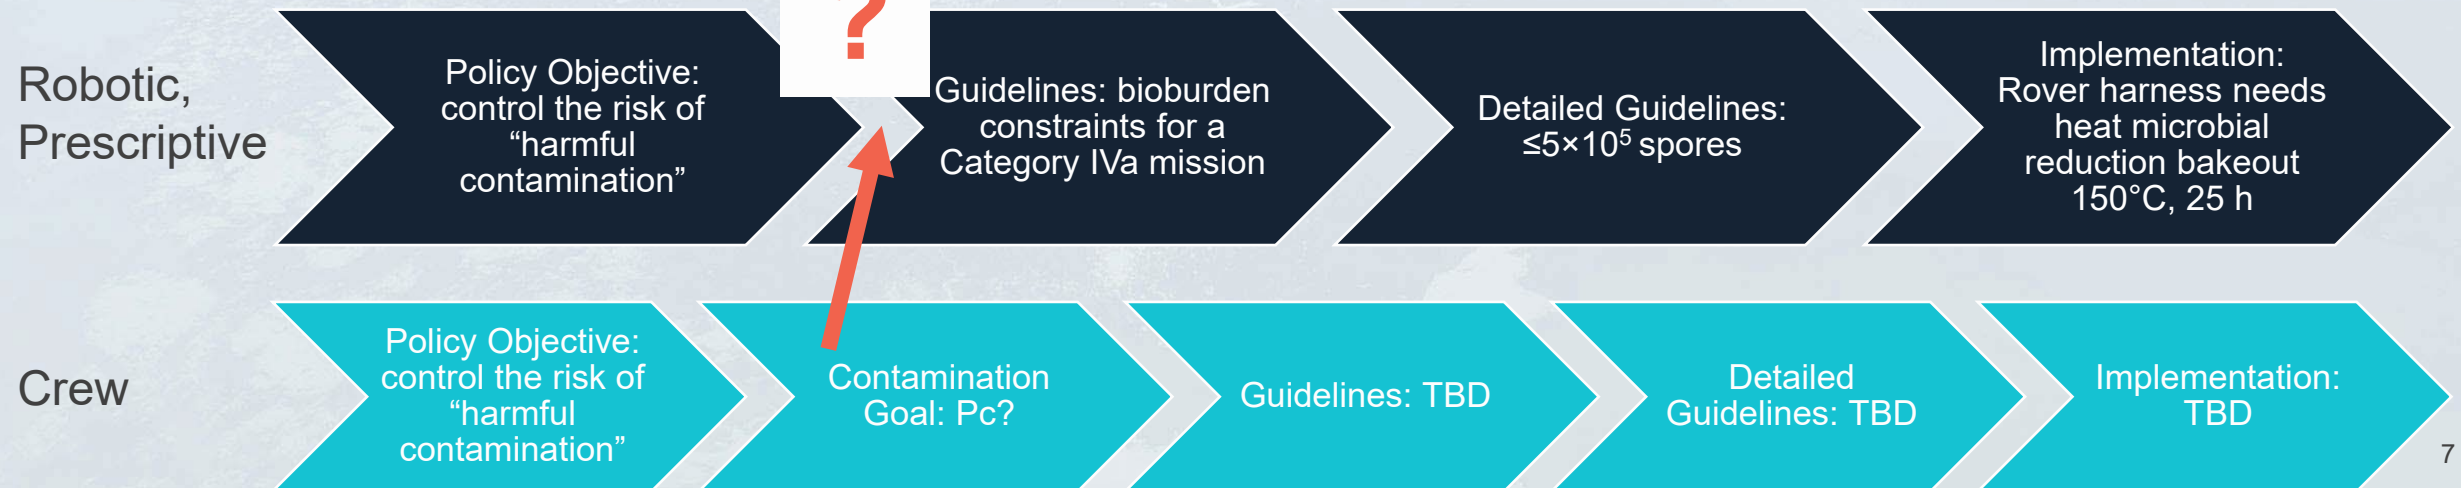 ?
Robotic,
Prescriptive
Policy Objective:
control the risk of
“harmful
contamination”
Guidelines: bioburden
constraints for a
Category IVa mission
Detailed Guidelines:
≤5×10⁵ spores
Implementation:
Rover harness needs
heat microbial
reduction bakeout
150°C, 25 h
Crew
Policy Objective:
control the risk of
“harmful
contamination”
Contamination
Goal: Pc?
Guidelines: TBD
Detailed
Guidelines: TBD
Implementation:
TBD
7